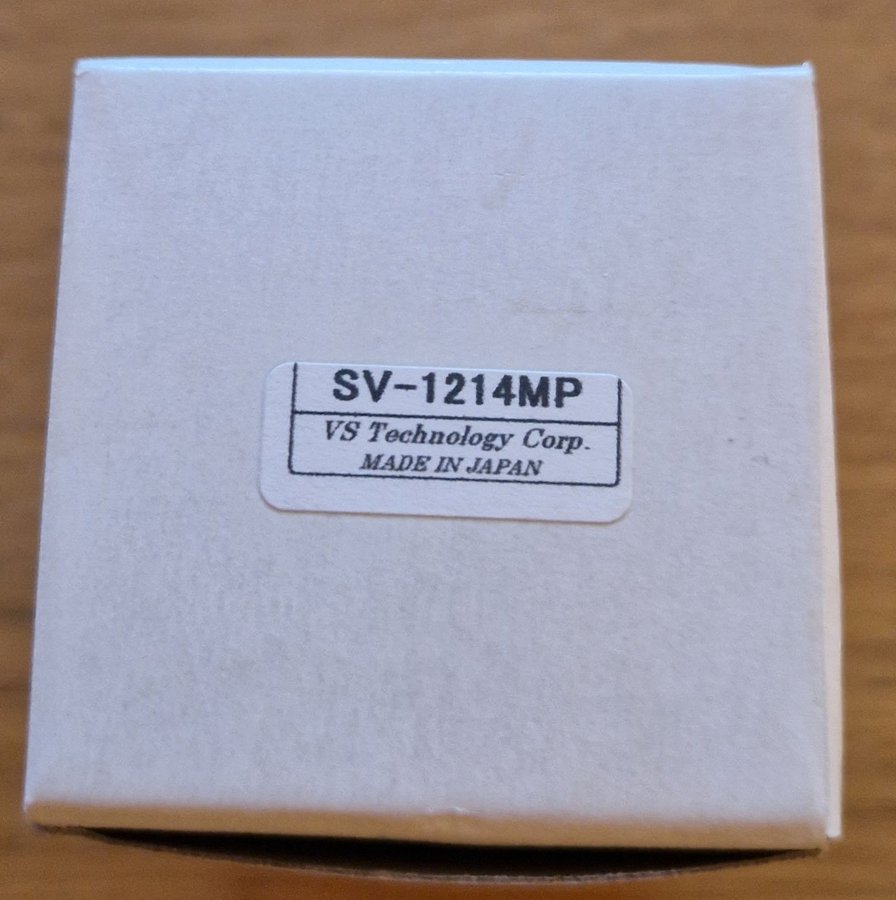 SV-1214MP
VS Technology Corp.
MADE IN JAPAN